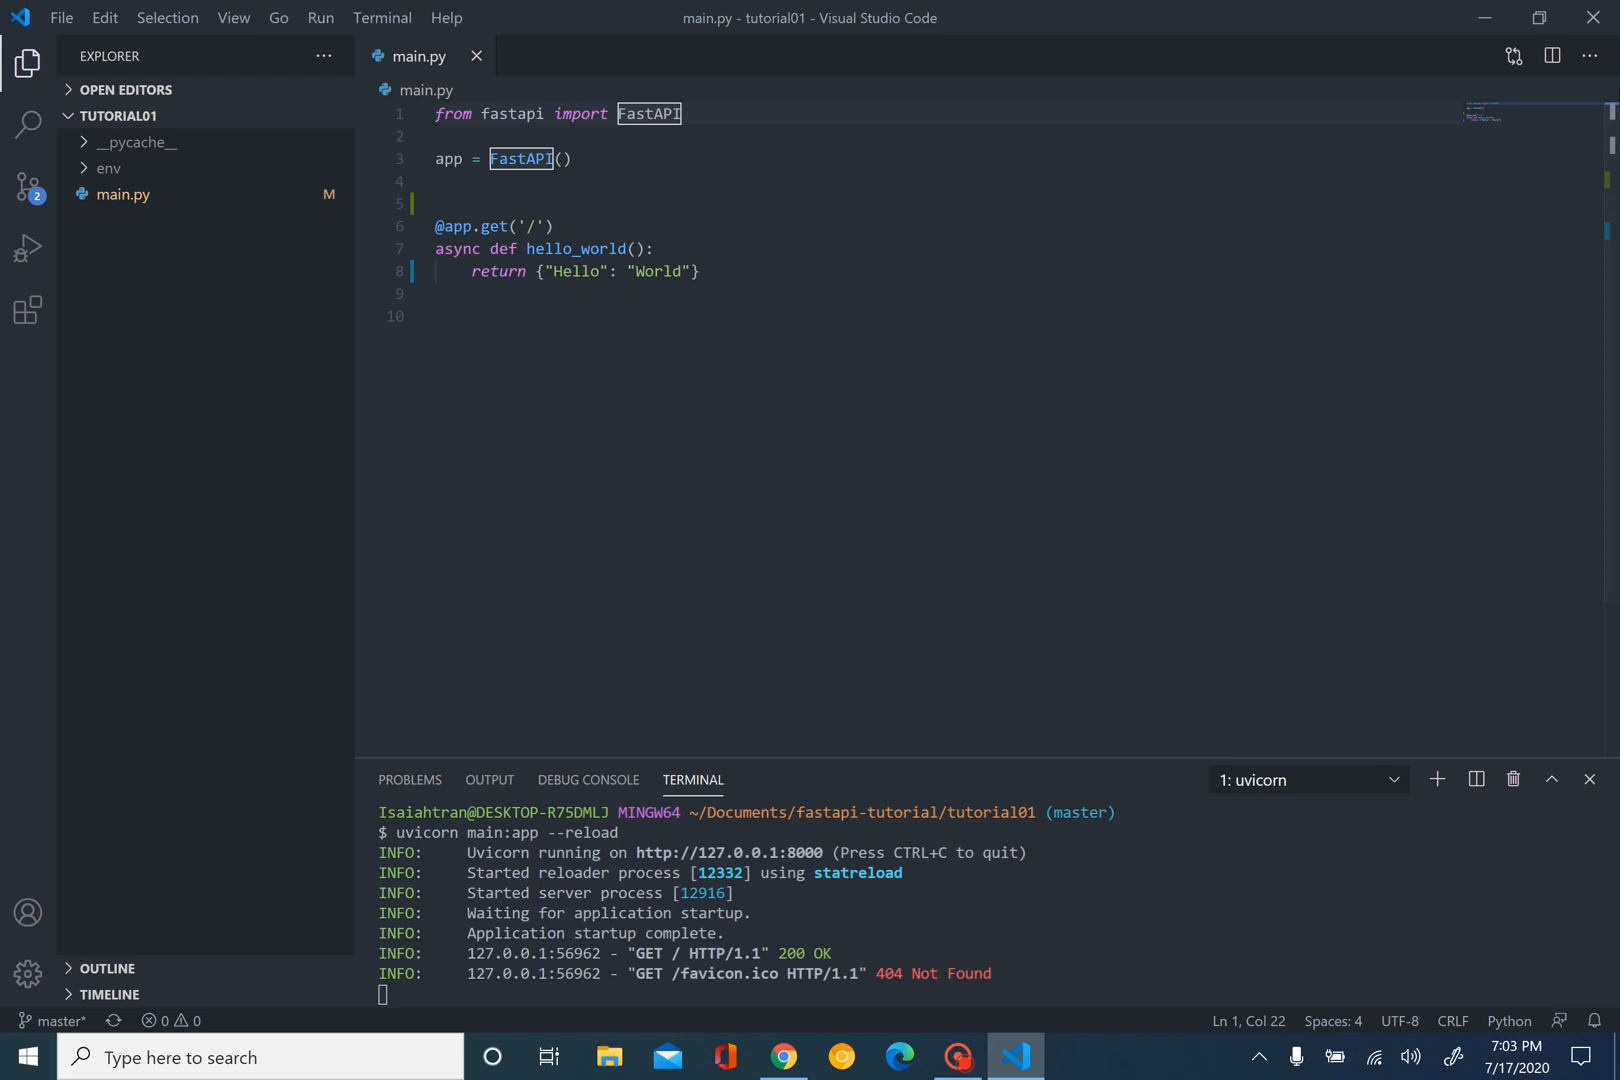 File Edit Selection View Go Run Terminal Help
main.py - tutorial01 - Visual Studio Code
EXPLORER
main.py
OPEN EDITORS
main.py
TUTORIAL01
__pycache__
env
main.py M
2
1 from fastapi import FastAPI
2
3 app = FastAPI()
4
5
6 @app.get('/')
7 async def hello_world():
8 return {"Hello": "World"}
9
10
PROBLEMS OUTPUT DEBUG CONSOLE TERMINAL
1: uvicorn
Isaiahtran@DESKTOP-R75DMLJ MINGW64 ~/Documents/fastapi-tutorial/tutorial01 (master)
$ uvicorn main:app --reload
INFO: Uvicorn running on http://127.0.0.1:8000 (Press CTRL+C to quit)
INFO: Started reloader process [12332] using statreload
INFO: Started server process [12916]
INFO: Waiting for application startup.
INFO: Application startup complete.
INFO: 127.0.0.1:56962 - "GET / HTTP/1.1" 200 OK
INFO: 127.0.0.1:56962 - "GET /favicon.ico HTTP/1.1" 404 Not Found
OUTLINE
TIMELINE
master* 0 0
Ln 1, Col 22 Spaces: 4 UTF-8 CRLF Python
Type here to search
7:03 PM
7/17/2020